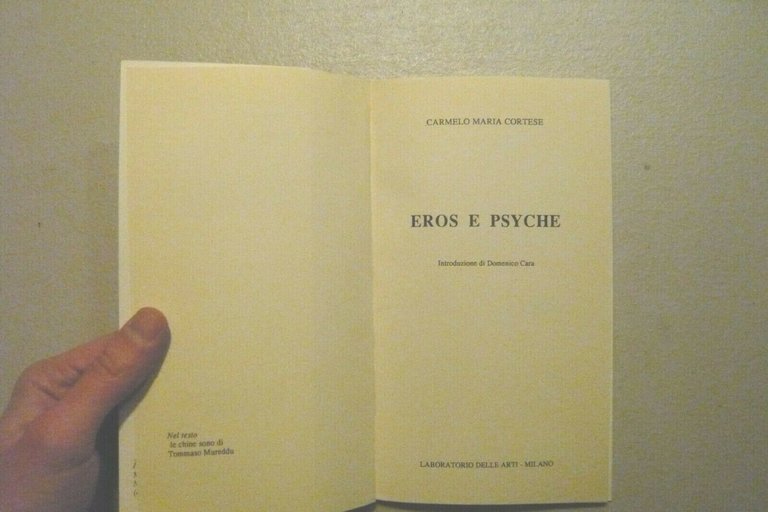 Nel testo
le chine sono di
Tommaso Mureddu
CARMELO MARIA CORTESE
EROS E PSYCHE
Introduzione di Domenico Cara
LABORATORIO DELLE ARTI - MILANO